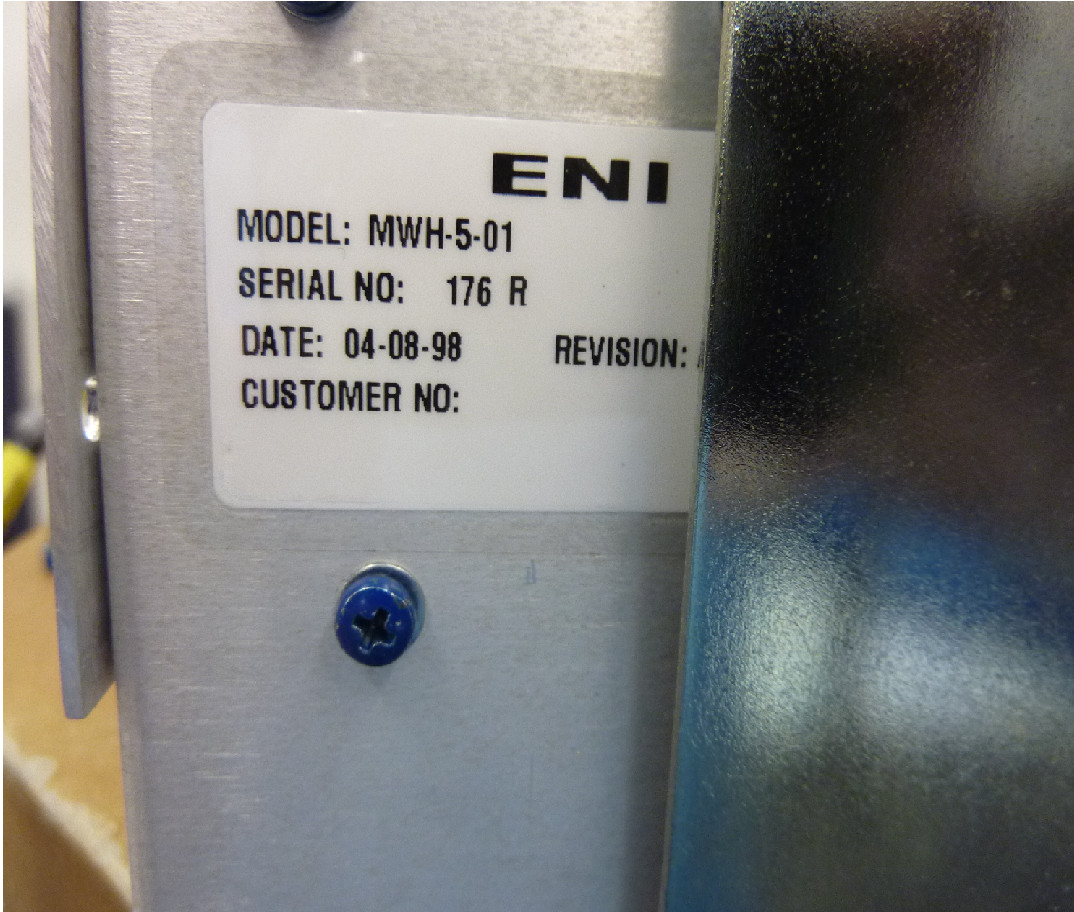 ENI
MODEL: MWH-5-01
SERIAL NO: 176 R
DATE: 04-08-98 REVISION:
CUSTOMER NO: